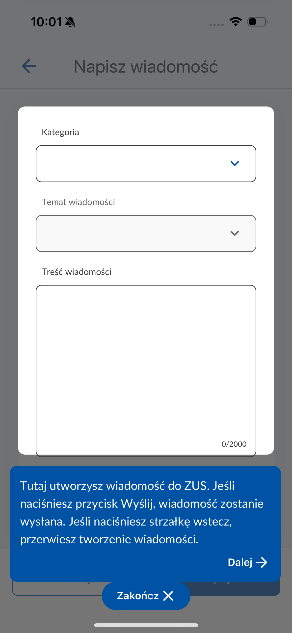 10:01
Napisz wiadomość
Kategoria
Temat wiadomości
Treść wiadomości
0/2000
Tutaj utworzysz wiadomość do ZUS. Jeśli
naciśniesz przycisk Wyślij, wiadomość zostanie
wysłana. Jeśli naciśniesz strzałkę wstecz,
przerwiesz tworzenie wiadomości.
Dalej
Zakończ